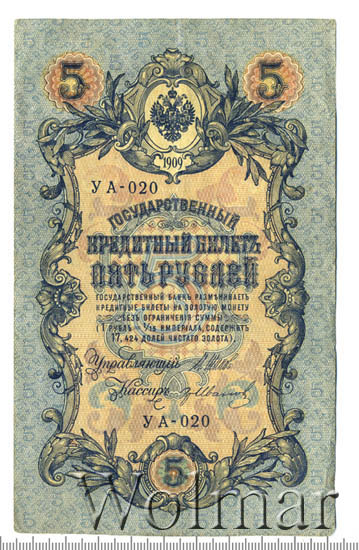 5 5
1909
УА-020
ГОСУДАРСТВЕННЫЙ
КРЕДИТНЫЙ БИЛЕТЪ
ПЯТЬ РУБЛЕЙ
ГОСУДАРСТВЕННЫЙ БАНКЪ РАЗМѢНИВАЕТЪ
КРЕДИТНЫЕ БИЛЕТЫ НА ЗОЛОТУЮ МОНЕТУ
БЕЗЪ ОГРАНИЧЕНІЯ СУММЫ
(1 РУБЛЬ = 1/15 ИМПЕРІАЛА, СОДЕРЖИТЪ
17,424 ДОЛЕЙ ЧИСТАГО ЗОЛОТА).
Управляющій
Кассиръ
УА-020
5
Wolmar